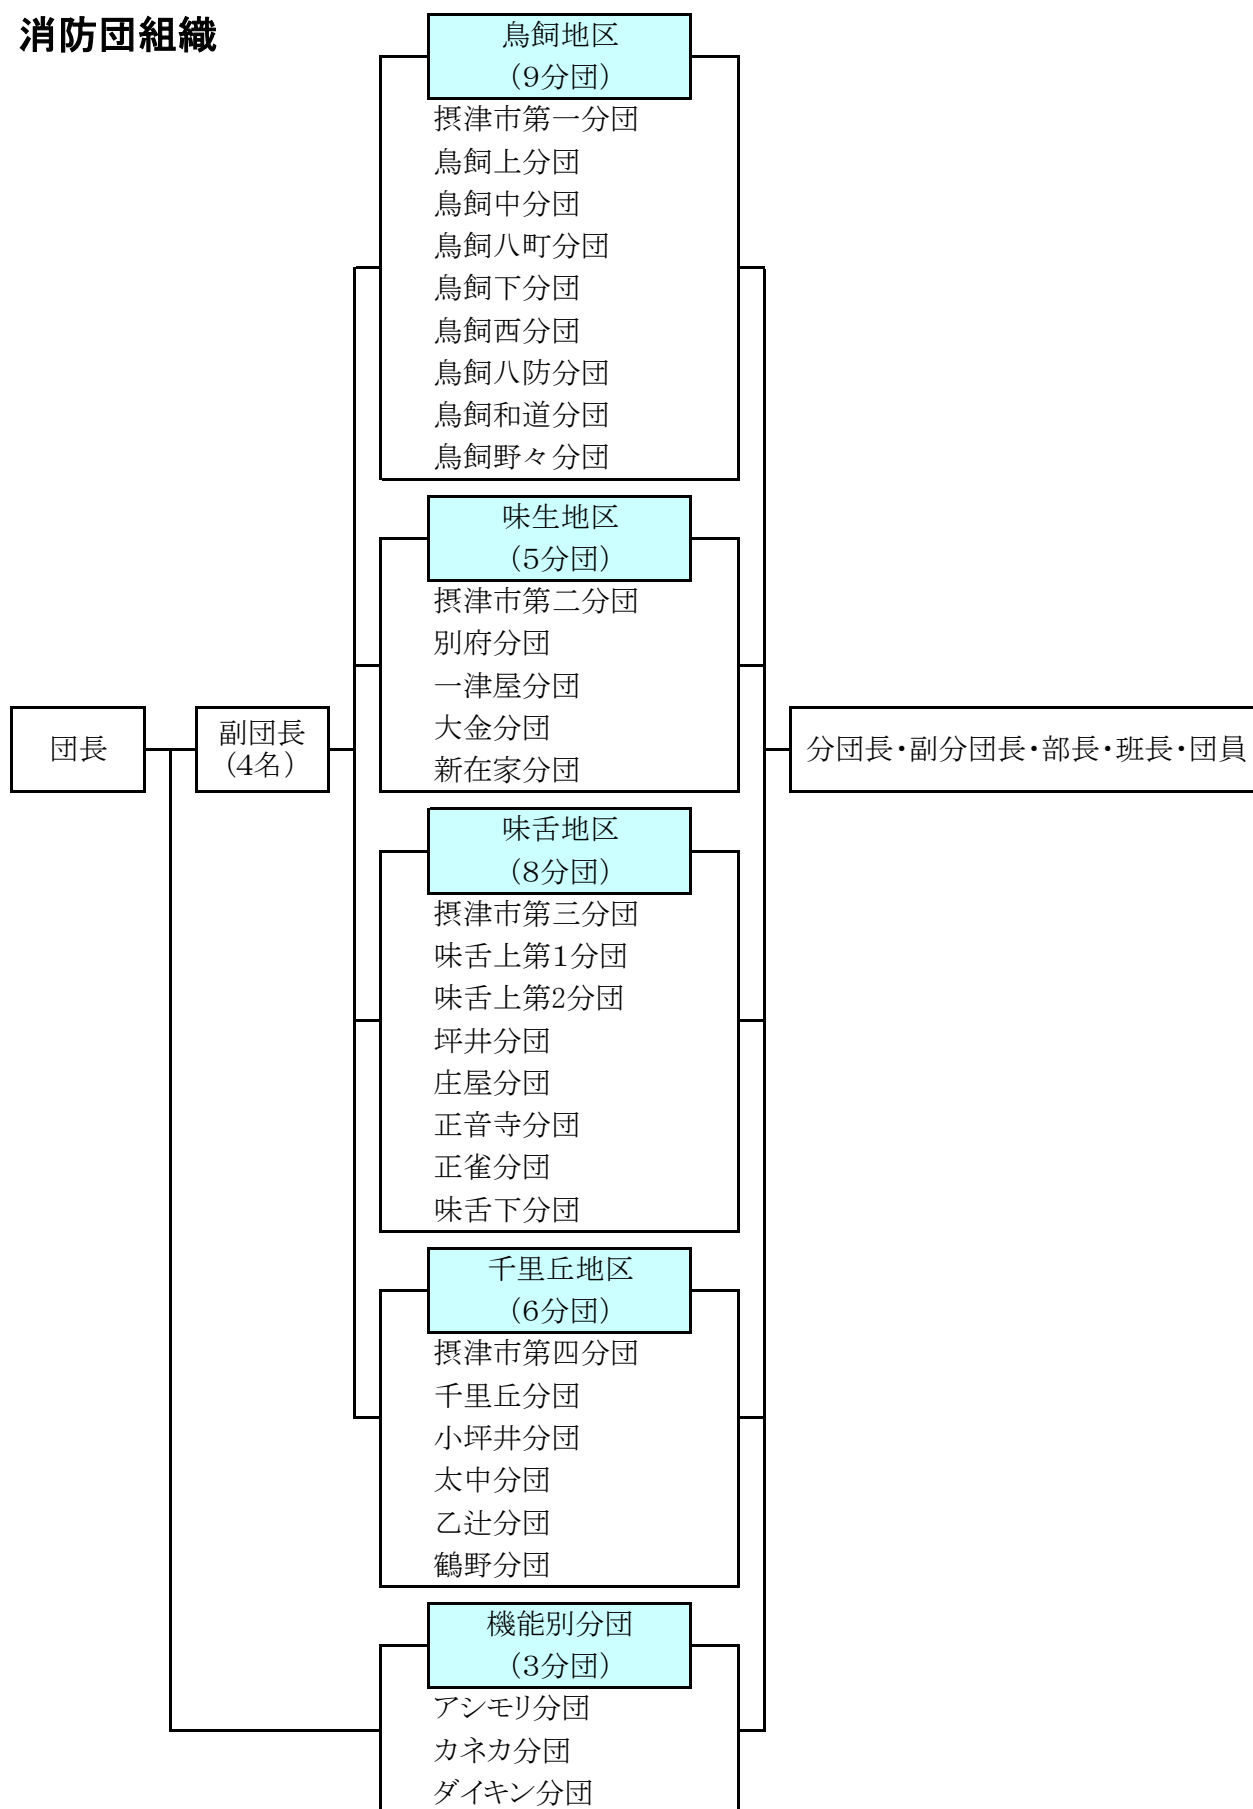 消防団組織
鳥飼地区
(9分団)
摂津市第一分団
鳥飼上分団
鳥飼中分団
鳥飼八町分団
鳥飼下分団
鳥飼西分団
鳥飼八防分団
鳥飼和道分団
鳥飼野々分団
味生地区
(5分団)
摂津市第二分団
別府分団
一津屋分団
大金分団
新在家分団
団長
副団長
(4名)
分団長・副分団長・部長・班長・団員
味舌地区
(8分団)
摂津市第三分団
味舌上第1分団
味舌上第2分団
坪井分団
庄屋分団
正音寺分団
正雀分団
味舌下分団
千里丘地区
(6分団)
摂津市第四分団
千里丘分団
小坪井分団
太中分団
乙辻分団
鶴野分団
機能別分団
(3分団)
アシモリ分団
カネカ分団
ダイキン分団